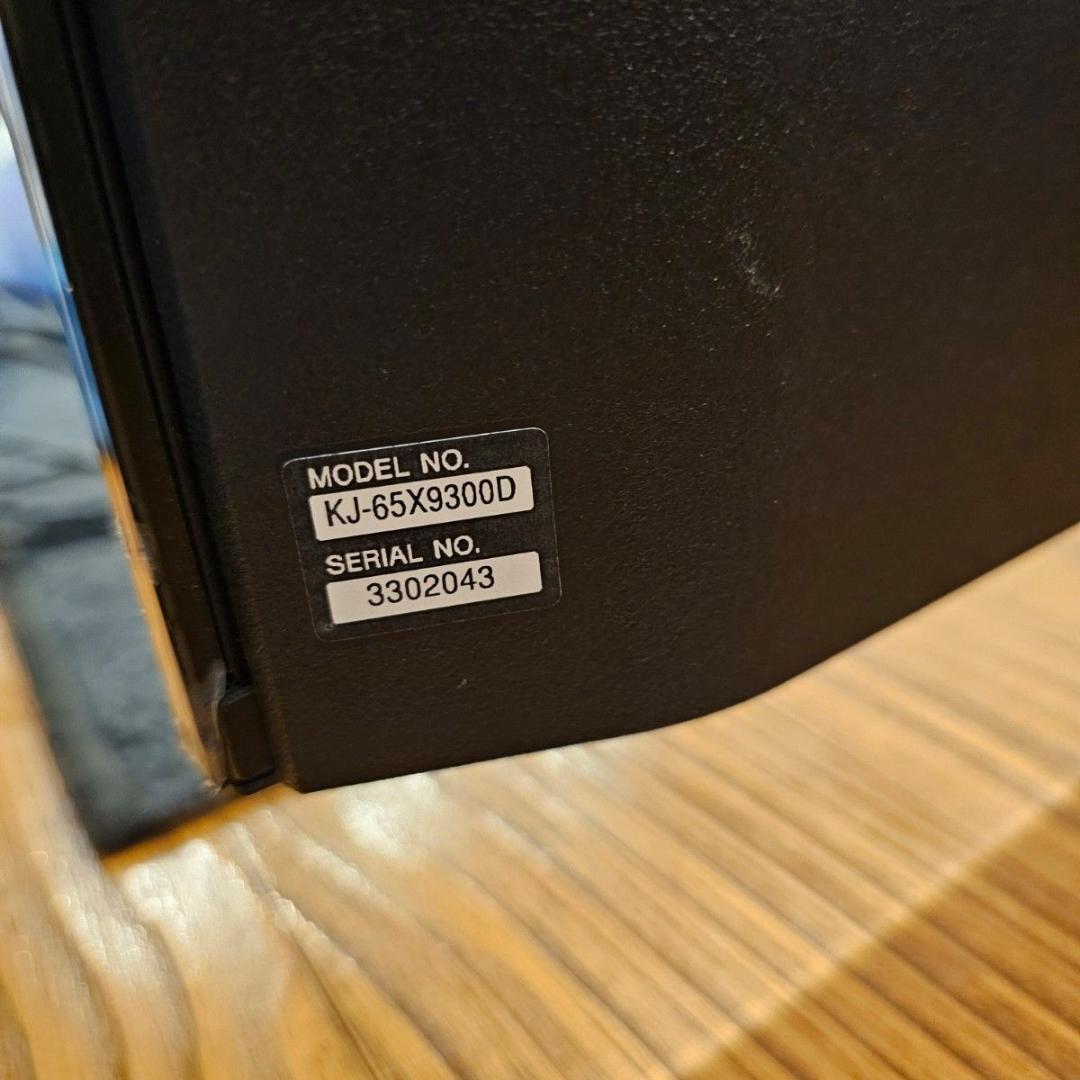 MODEL NO.
KJ-65X9300D
SERIAL NO.
3302043